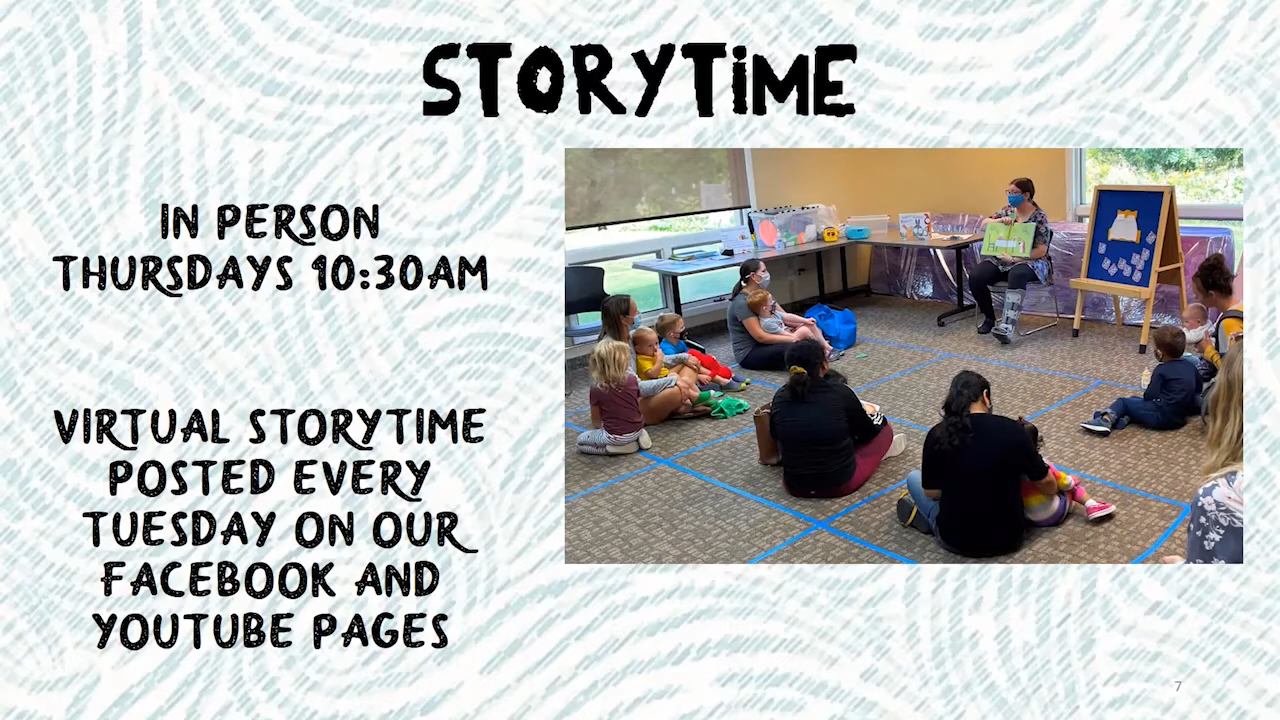 STORYTIME
IN PERSON
THURSDAYS 10:30AM
VIRTUAL STORYTIME
POSTED EVERY
TUESDAY ON OUR
FACEBOOK AND
YOUTUBE PAGES
7